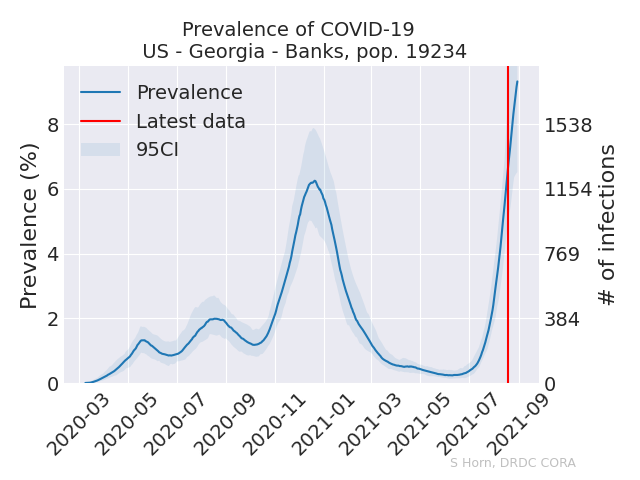 Prevalence of COVID-19
US - Georgia - Banks, pop. 19234
Prevalence
Latest data
95CI
Prevalence (%)
8
6
4
2
0
# of infections
1538
1154
769
384
0
2020-03
2020-05
2020-07
2020-09
2020-11
2021-01
2021-03
2021-05
2021-07
2021-09
S Horn, DRDC CORA